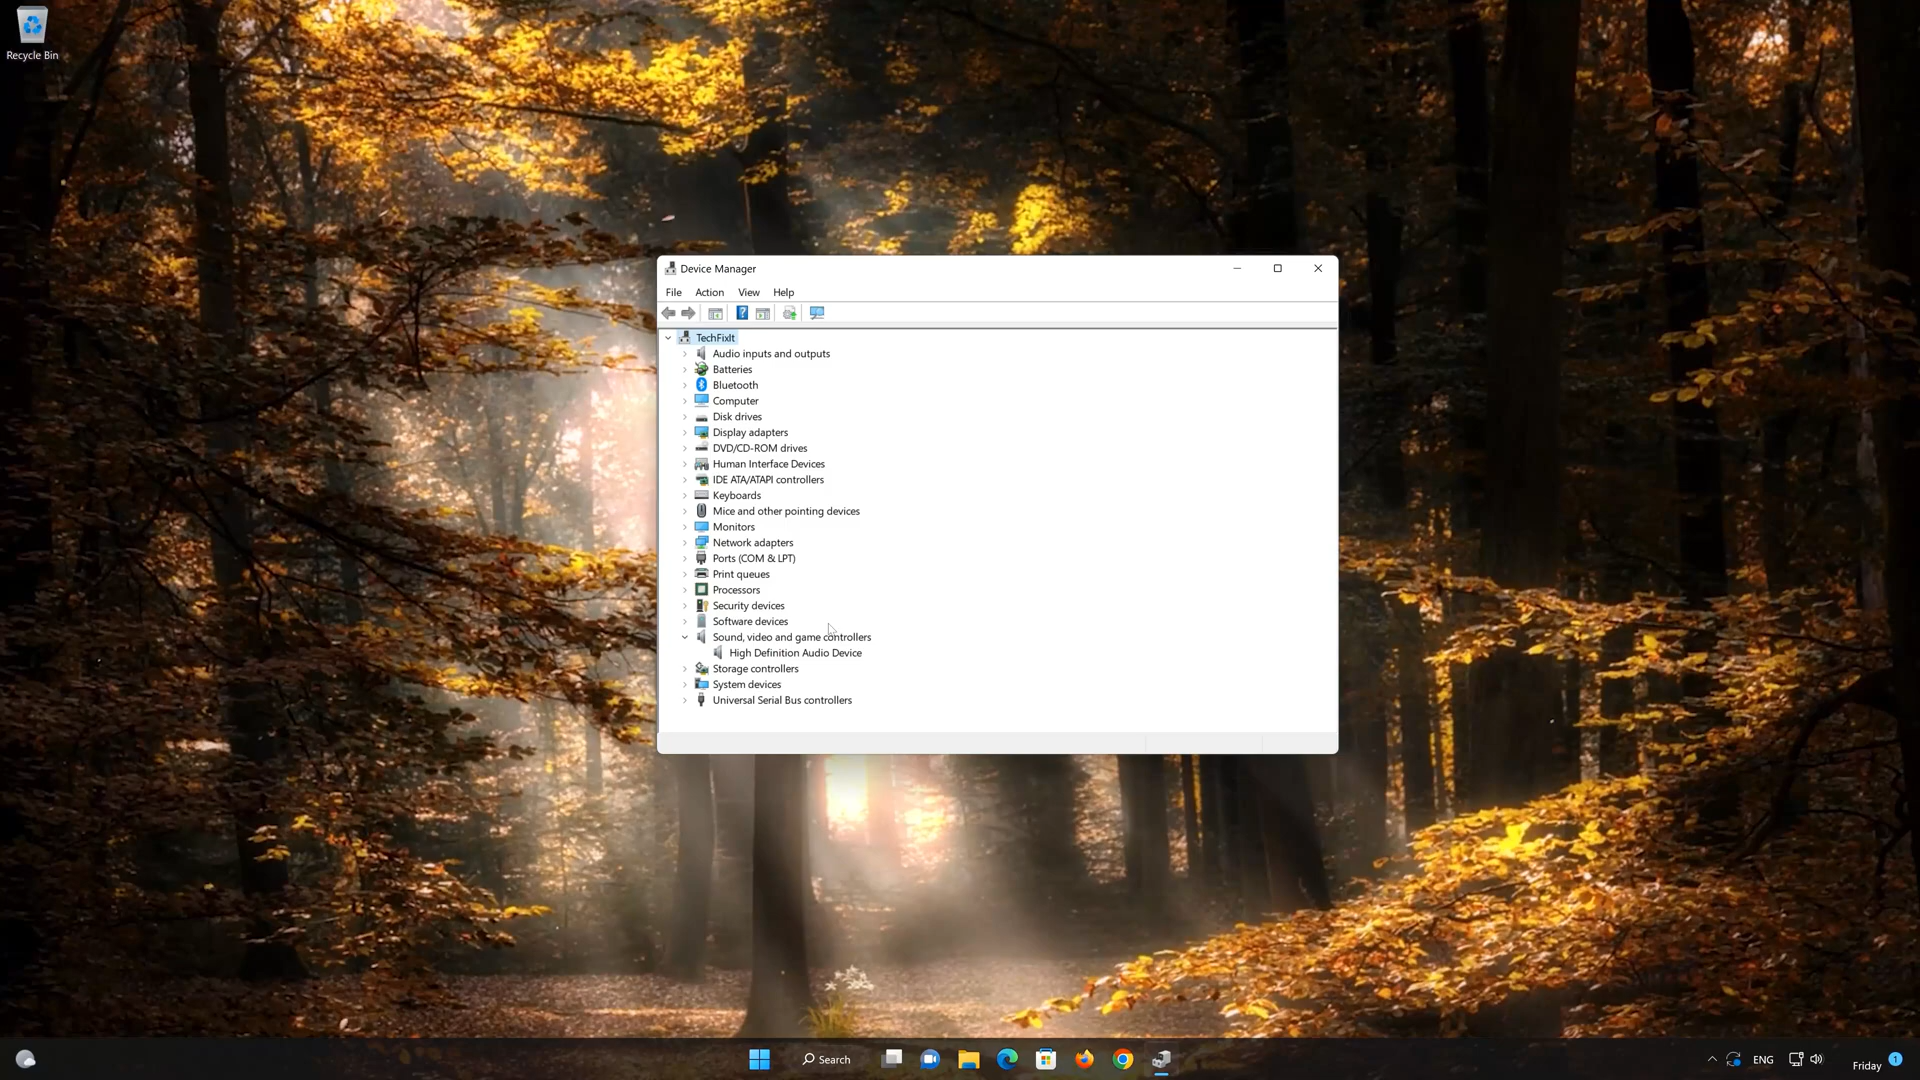 Recycle Bin
Device Manager
File Action View Help
TechFixIt
Audio inputs and outputs
Batteries
Bluetooth
Computer
Disk drives
Display adapters
DVD/CD-ROM drives
Human Interface Devices
IDE ATA/ATAPI controllers
Keyboards
Mice and other pointing devices
Monitors
Network adapters
Ports (COM & LPT)
Print queues
Processors
Security devices
Software devices
Sound, video and game controllers
High Definition Audio Device
Storage controllers
System devices
Universal Serial Bus controllers
Search
ENG
Friday
1